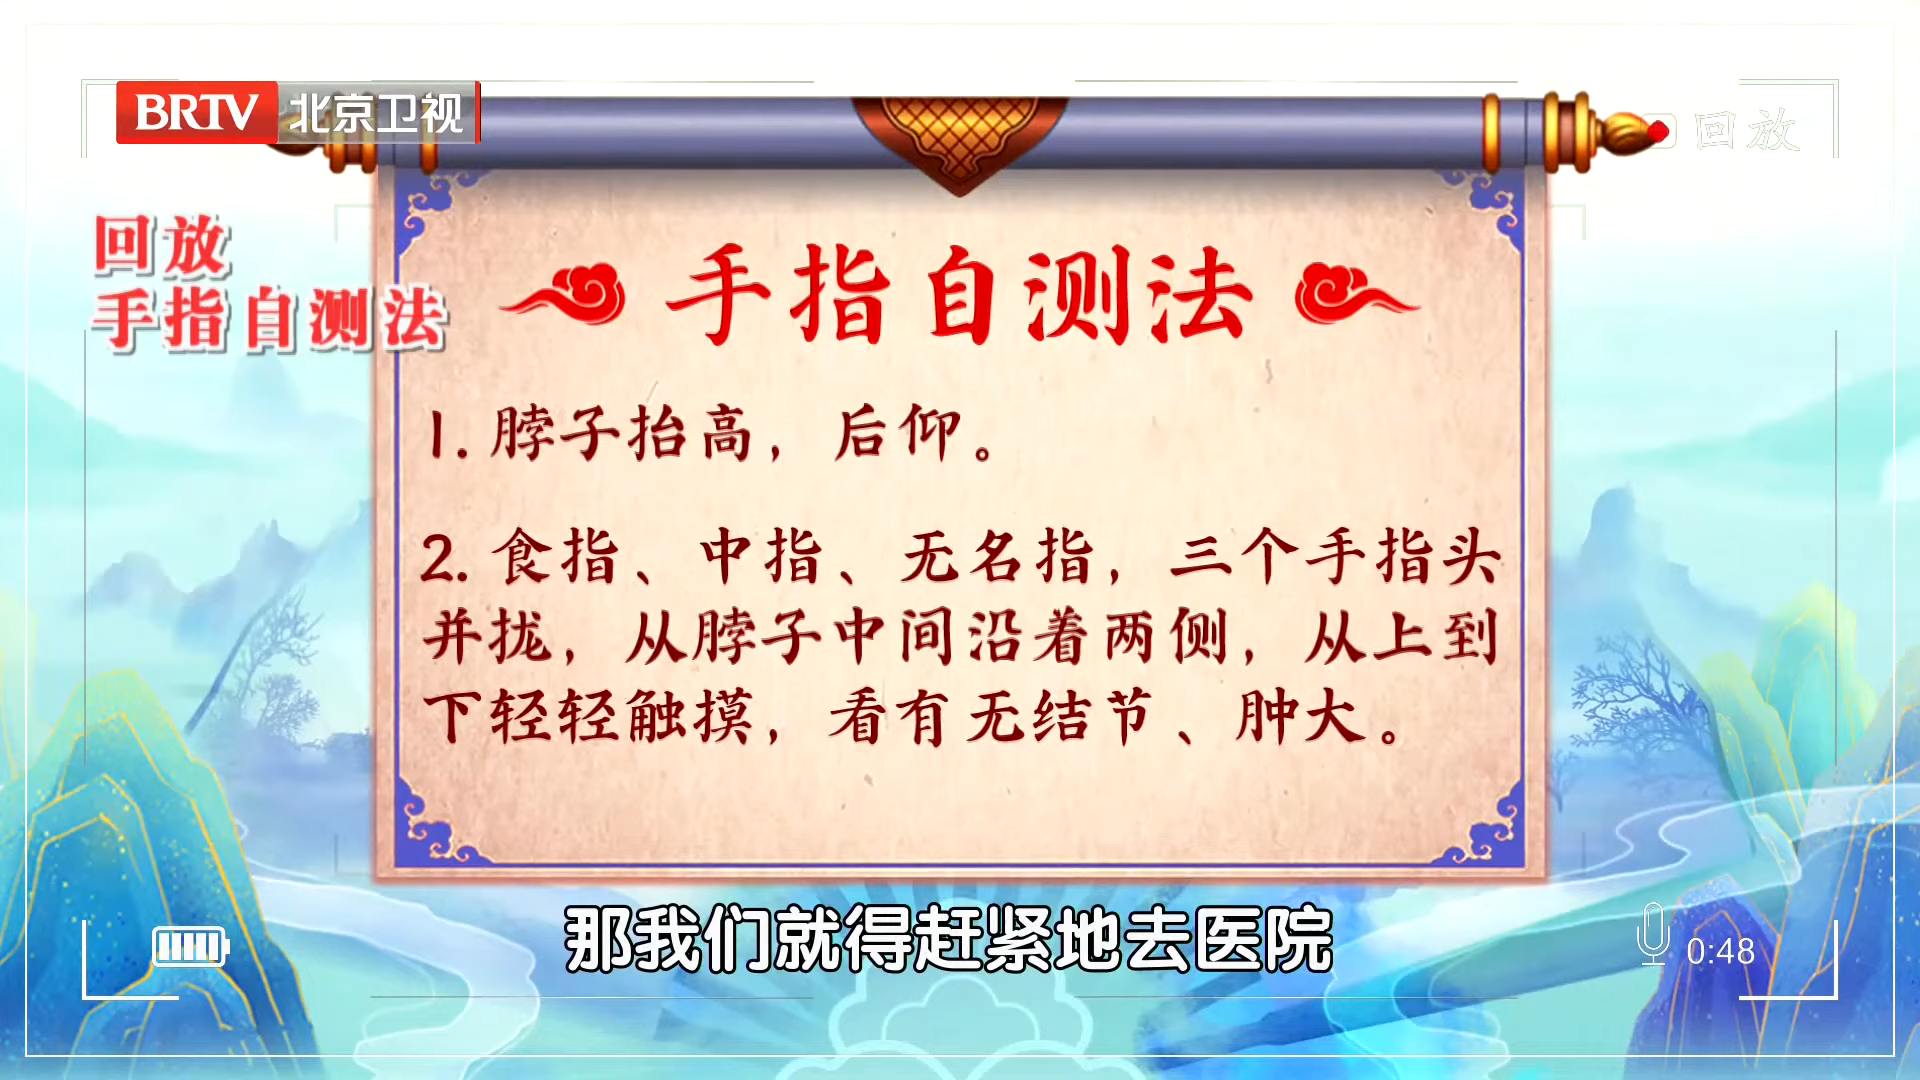 BRTV 北京卫视
回放
回放
手指自测法
手指自测法
1. 脖子抬高，后仰。
2. 食指、中指、无名指，三个手指头
并拢，从脖子中间沿着两侧，从上到
下轻轻触摸，看有无结节、肿大。
那我们就得赶紧地去医院
0:48